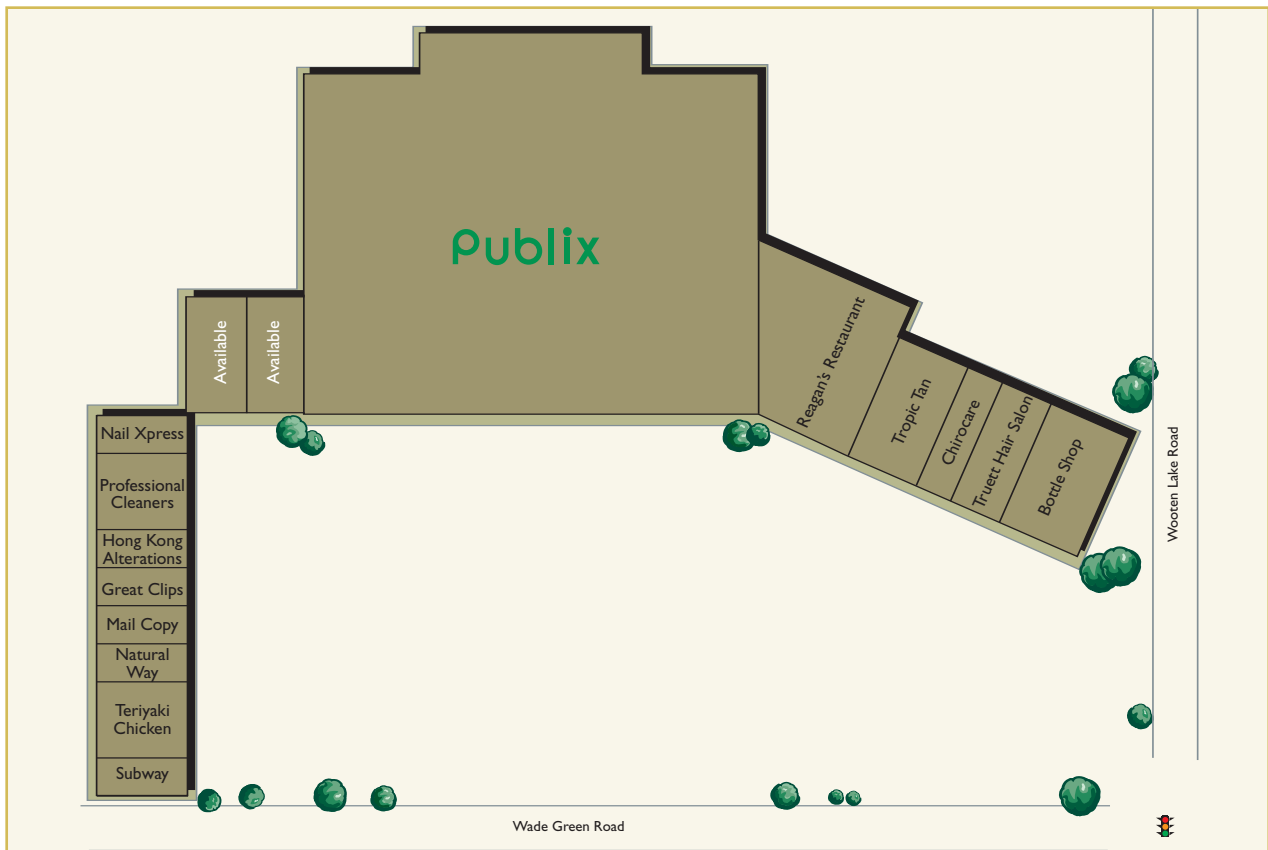 Publix
Available
Available
Reagan's Restaurant
Tropic Tan
Chirocare
Truett Hair Salon
Bottle Shop
Nail Xpress
Professional
Cleaners
Hong Kong
Alterations
Great Clips
Mail Copy
Natural
Way
Teriyaki
Chicken
Subway
Wooten Lake Road
Wade Green Road